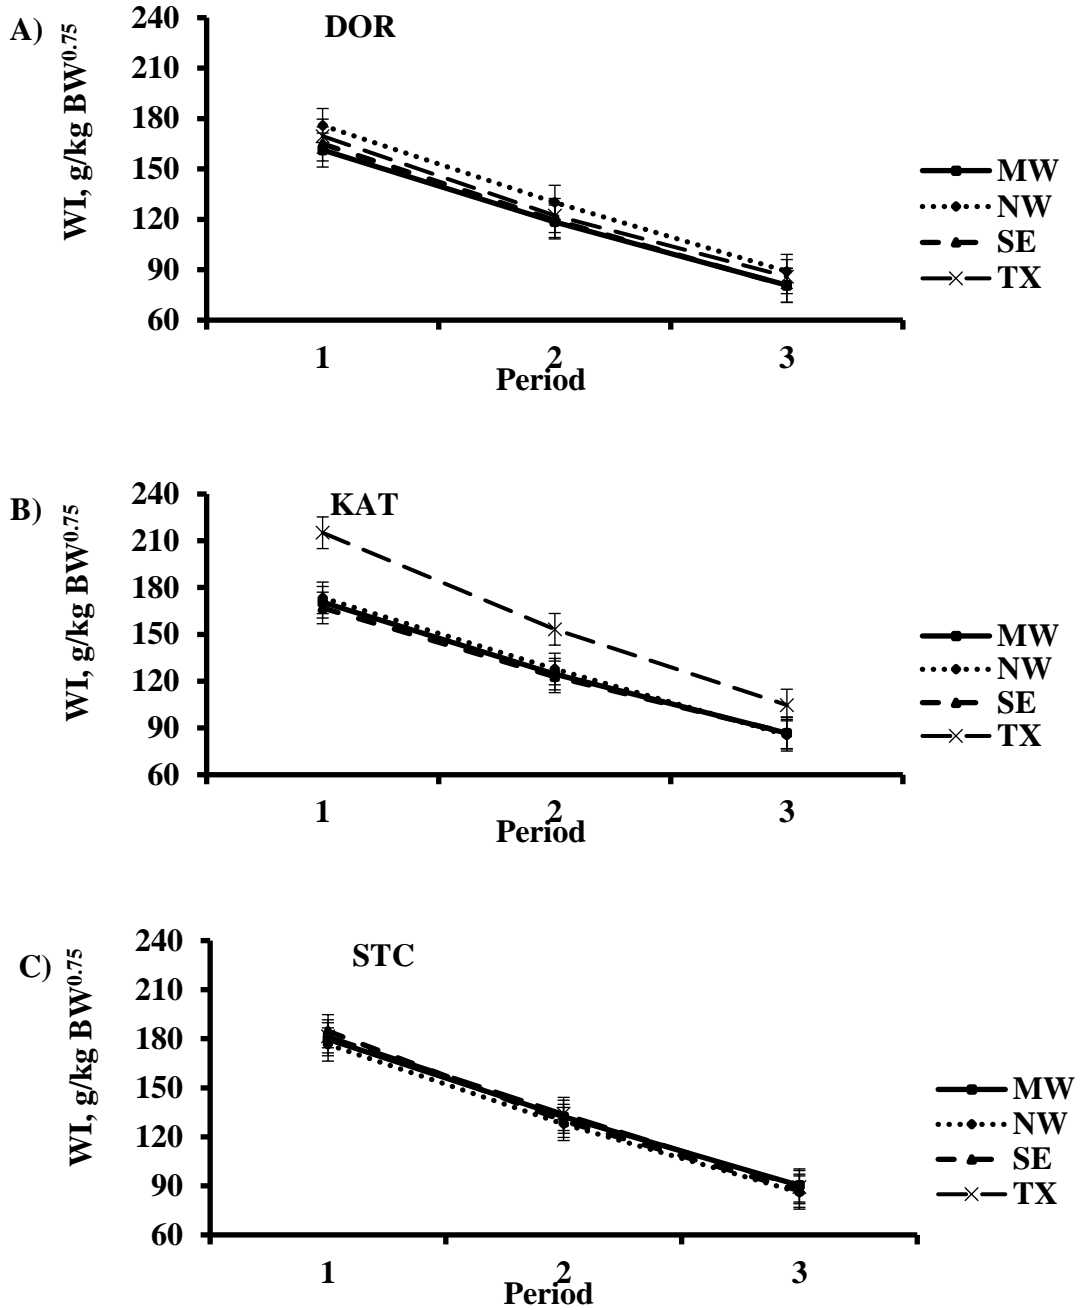 A)
WI, g/kg BW0.75
DOR
240
210
180
150
120
90
60
1 2 3
Period
MW
NW
SE
TX
B)
WI, g/kg BW0.75
KAT
240
210
180
150
120
90
60
1 2 3
Period
MW
NW
SE
TX
C)
WI, g/kg BW0.75
STC
240
210
180
150
120
90
60
1 2 3
Period
MW
NW
SE
TX